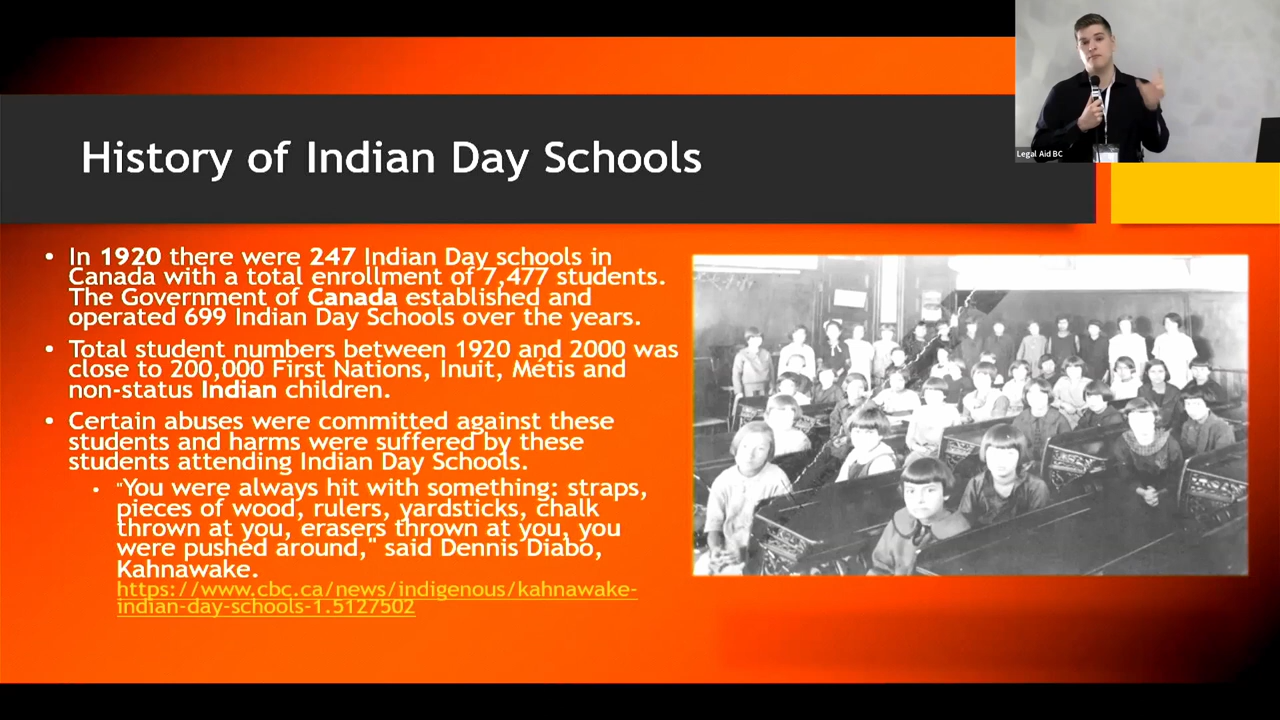 Legal Aid BC
History of Indian Day Schools
• In 1920 there were 247 Indian Day schools in
Canada with a total enrollment of 7,477 students.
The Government of Canada established and
operated 699 Indian Day Schools over the years.
• Total student numbers between 1920 and 2000 was
close to 200,000 First Nations, Inuit, Métis and
non-status Indian children.
• Certain abuses were committed against these
students and harms were suffered by these
students attending Indian Day Schools.
• "You were always hit with something: straps,
pieces of wood, rulers, yardsticks, chalk
thrown at you, erasers thrown at you, you
were pushed around," said Dennis Diabo,
Kahnawake.
https://www.cbc.ca/news/indigenous/kahnawake-
indian-day-schools-1.5127502